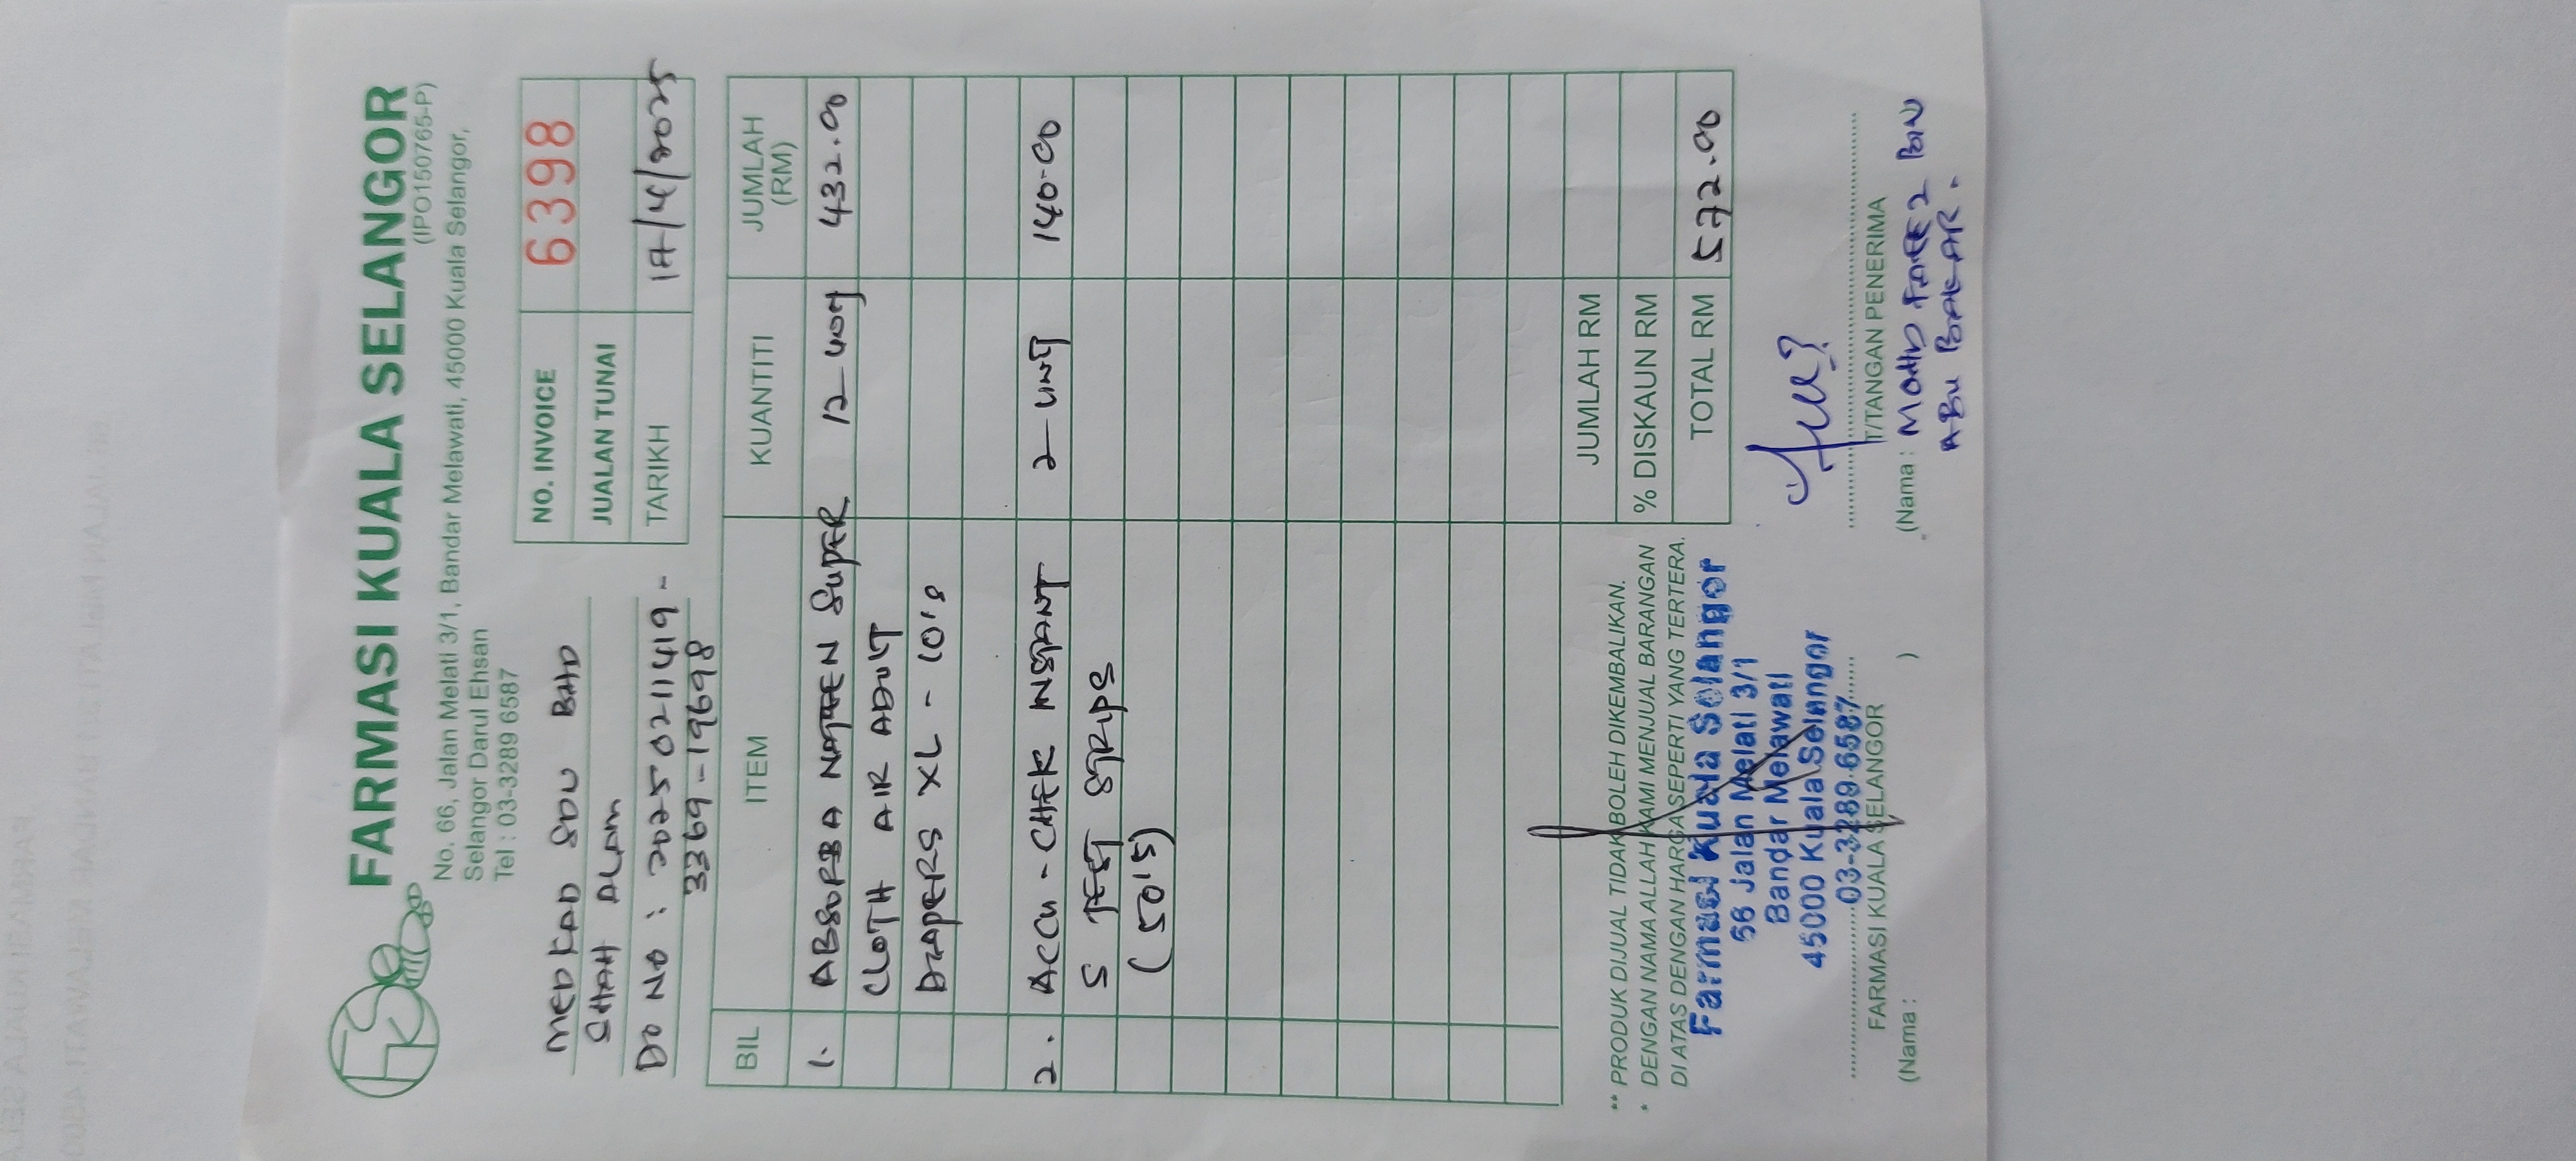 FARMASI KUALA SELANGOR
(IPO150765-P)
No. 66, Jalan Melati 3/1, Bandar Melawati, 45000 Kuala Selangor,
Selangor Darul Ehsan
Tel : 03-3289 6587
MEDKAD SDN BHD
SHAH ALAM
DO NO : 20250211419-
3369-19698
NO. INVOICE 6398
JUALAN TUNAI
TARIKH 17/4/2025
BIL ITEM KUANTITI JUMLAH
(RM)
1. ABSORBA NATEEN SUPER 12 unit 432.00
CLOTH AIR ADULT
DIAPERS XL - 10's
2. ACCU-CHEK INSTANT 2 unit 140.00
S TEST STRIPS
(50's)
JUMLAH RM
** PRODUK DIJUAL TIDAK BOLEH DIKEMBALIKAN.
* DENGAN NAMA ALLAH KAMI MENJUAL BARANGAN
DI ATAS DENGAN HARGA SEPERTI YANG TERTERA.
% DISKAUN RM
TOTAL RM 572.00
Farmasi Kuala Selangor
66 Jalan Melati 3/1
Bandar Melawati
45000 Kuala Selangor
03-3289 6587
FARMASI KUALA SELANGOR
(Nama : )
T/TANGAN PENERIMA
(Nama : MOHD FAEEZ BIN
ABU BAKAR.